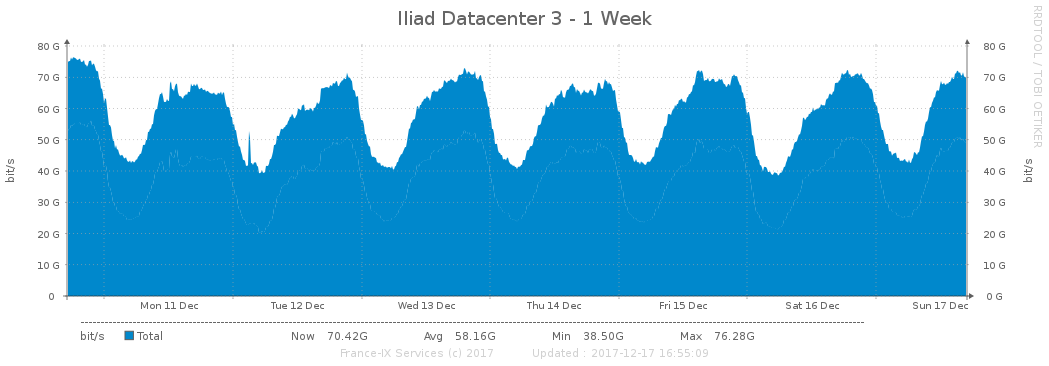 Iliad Datacenter 3 - 1 Week
RRDTOOL / TOBI OETIKER
80 G
80 G
70 G
70 G
60 G
60 G
50 G
50 G
40 G
40 G
30 G
30 G
20 G
20 G
10 G
10 G
0
0 G
bit/s
bit/s
Mon 11 Dec Tue 12 Dec Wed 13 Dec Thu 14 Dec Fri 15 Dec Sat 16 Dec Sun 17 Dec
bit/s Total Now 70.42G Avg 58.16G Min 38.50G Max 76.28G
France-IX Services (c) 2017 Updated : 2017-12-17 16:55:09